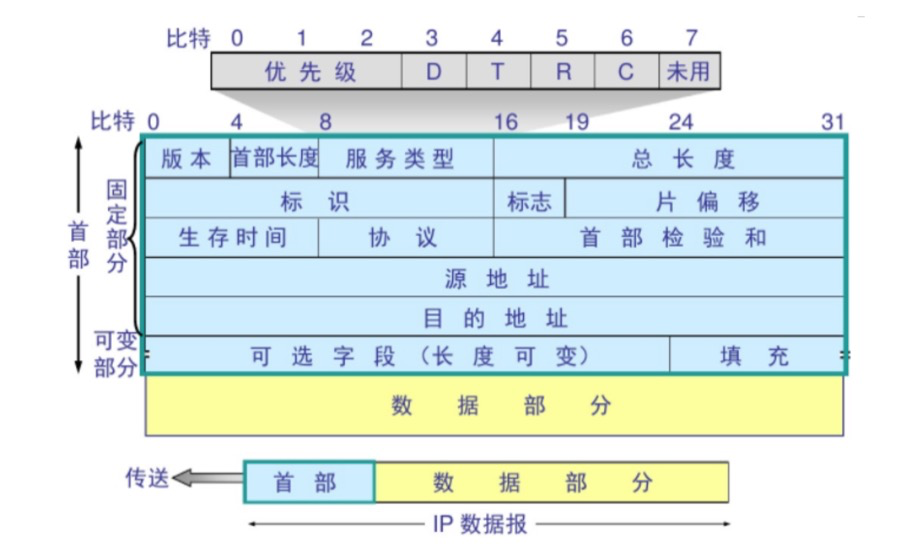 比特 0 1 2 3 4 5 6 7
优先级 D T R C 未用
比特 0 4 8 16 19 24 31
版本 首部长度 服务类型 总长度
标识 标志 片偏移
生存时间 协议 首部检验和
源地址
目的地址
可选字段（长度可变） 填充
首部
固定部分
可变部分
数据部分
传送 首部 数据部分
IP 数据报